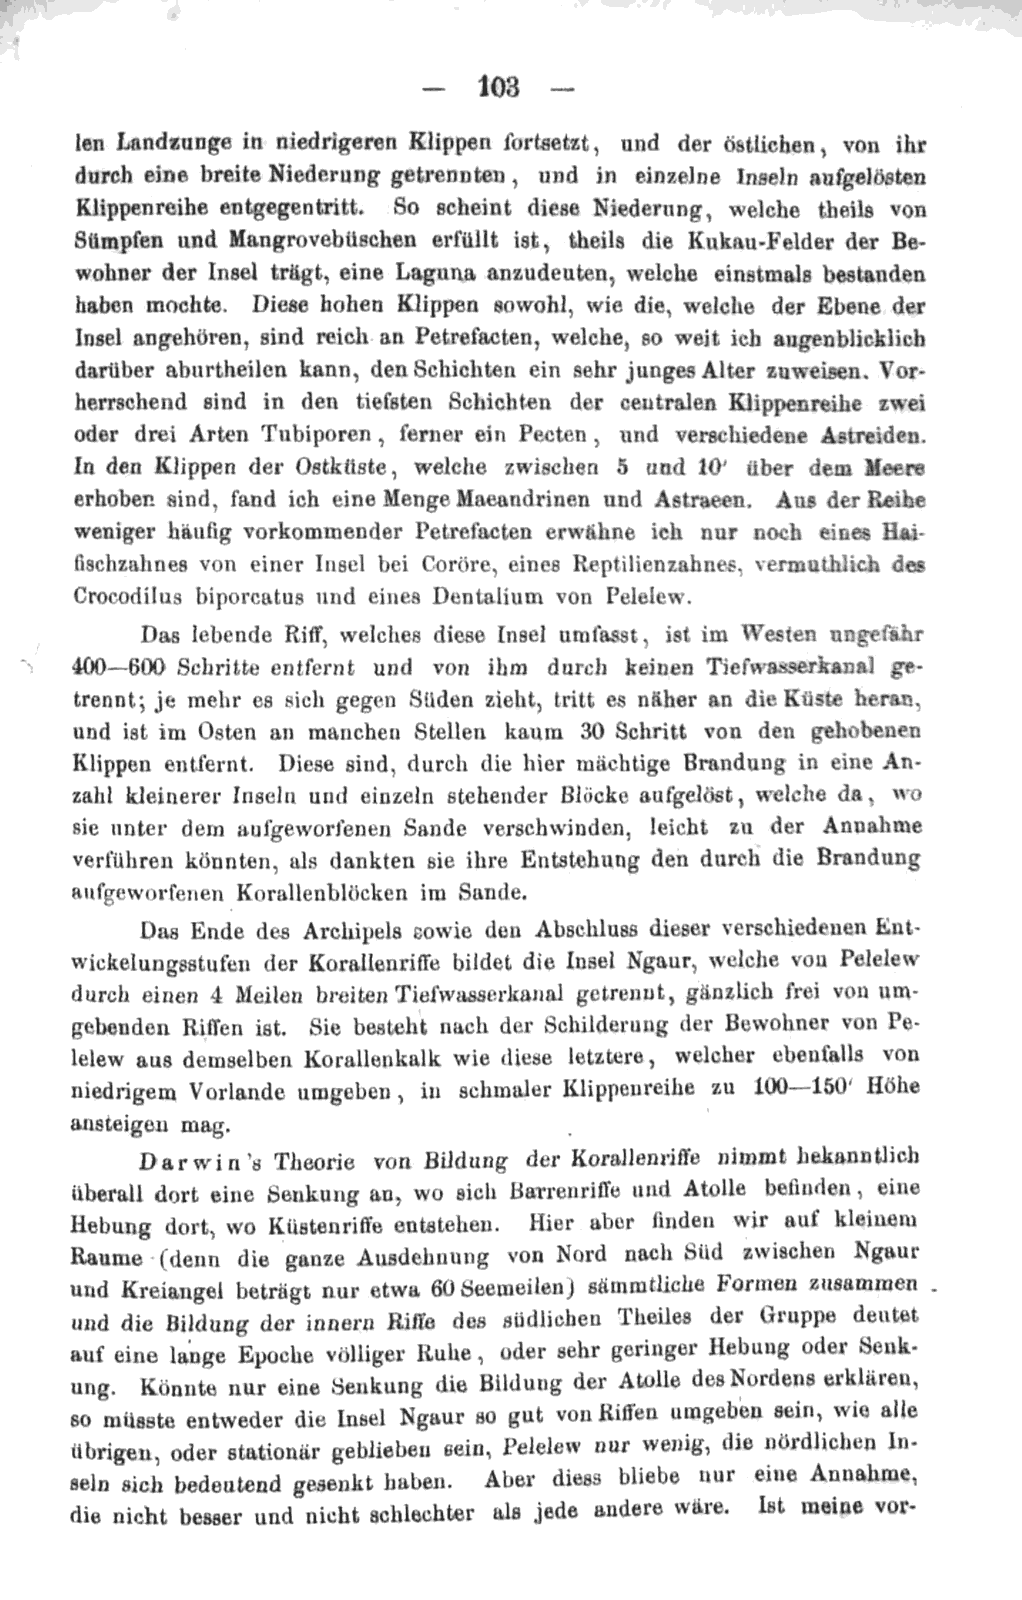 — 103 —
len Landzunge in niedrigeren Klippen fortsetzt, und der östlichen, von ihr
durch eine breite Niederung getrennten, und in einzelne Inseln aufgelösten
Klippenreihe entgegentritt. So scheint diese Niederung, welche theils von
Sümpfen und Mangrovebüschen erfüllt ist, theils die Kukau-Felder der Be-
wohner der Insel trägt, eine Laguna anzudeuten, welche einstmals bestanden
haben mochte. Diese hohen Klippen sowohl, wie die, welche der Ebene der
Insel angehören, sind reich an Petrefacten, welche, so weit ich augenblicklich
darüber aburtheilen kann, den Schichten ein sehr junges Alter zuweisen. Vor-
herrschend sind in den tiefsten Schichten der centralen Klippenreihe zwei
oder drei Arten Tubiporen, ferner ein Pecten, und verschiedene Astreiden.
In den Klippen der Ostküste, welche zwischen 5 und 10' über dem Meere
erhoben sind, fand ich eine Menge Maeandrinen und Astraeen. Aus der Reihe
weniger häufig vorkommender Petrefacten erwähne ich nur noch eines Hai-
fischzahnes von einer Insel bei Coröre, eines Reptilienzahnes, vermuthlich des
Crocodilus biporcatus und eines Dentalium von Pelelew.
Das lebende Riff, welches diese Insel umfasst, ist im Westen ungefähr
400—600 Schritte entfernt und von ihm durch keinen Tiefwasserkanal ge-
trennt; je mehr es sich gegen Süden zieht, tritt es näher an die Küste heran,
und ist im Osten an manchen Stellen kaum 30 Schritt von den gehobenen
Klippen entfernt. Diese sind, durch die hier mächtige Brandung in eine An-
zahl kleinerer Inseln und einzeln stehender Blöcke aufgelöst, welche da, wo
sie unter dem aufgeworfenen Sande verschwinden, leicht zu der Annahme
verführen könnten, als dankten sie ihre Entstehung den durch die Brandung
aufgeworfenen Korallenblöcken im Sande.
Das Ende des Archipels sowie den Abschluss dieser verschiedenen Ent-
wickelungsstufen der Korallenriffe bildet die Insel Ngaur, welche von Pelelew
durch einen 4 Meilen breiten Tiefwasserkanal getrennt, gänzlich frei von um-
gebenden Riffen ist. Sie besteht nach der Schilderung der Bewohner von Pe-
lelew aus demselben Korallenkalk wie diese letztere, welcher ebenfalls von
niedrigem Vorlande umgeben, in schmaler Klippenreihe zu 100—150' Höhe
ansteigen mag.
Darwin's Theorie von Bildung der Korallenriffe nimmt bekanntlich
überall dort eine Senkung an, wo sich Barrenriffe und Atolle befinden, eine
Hebung dort, wo Küstenriffe entstehen. Hier aber finden wir auf kleinem
Raume (denn die ganze Ausdehnung von Nord nach Süd zwischen Ngaur
und Kreiangel beträgt nur etwa 60 Seemeilen) sämmtliche Formen zusammen
und die Bildung der innern Riffe des südlichen Theiles der Gruppe deutet
auf eine lange Epoche völliger Ruhe, oder sehr geringer Hebung oder Senk-
ung. Könnte nur eine Senkung die Bildung der Atolle des Nordens erklären,
so müsste entweder die Insel Ngaur so gut von Riffen umgeben sein, wie alle
übrigen, oder stationär geblieben sein, Pelelew nur wenig, die nördlichen In-
seln sich bedeutend gesenkt haben. Aber diess bliebe nur eine Annahme,
die nicht besser und nicht schlechter als jede andere wäre. Ist meine vor-